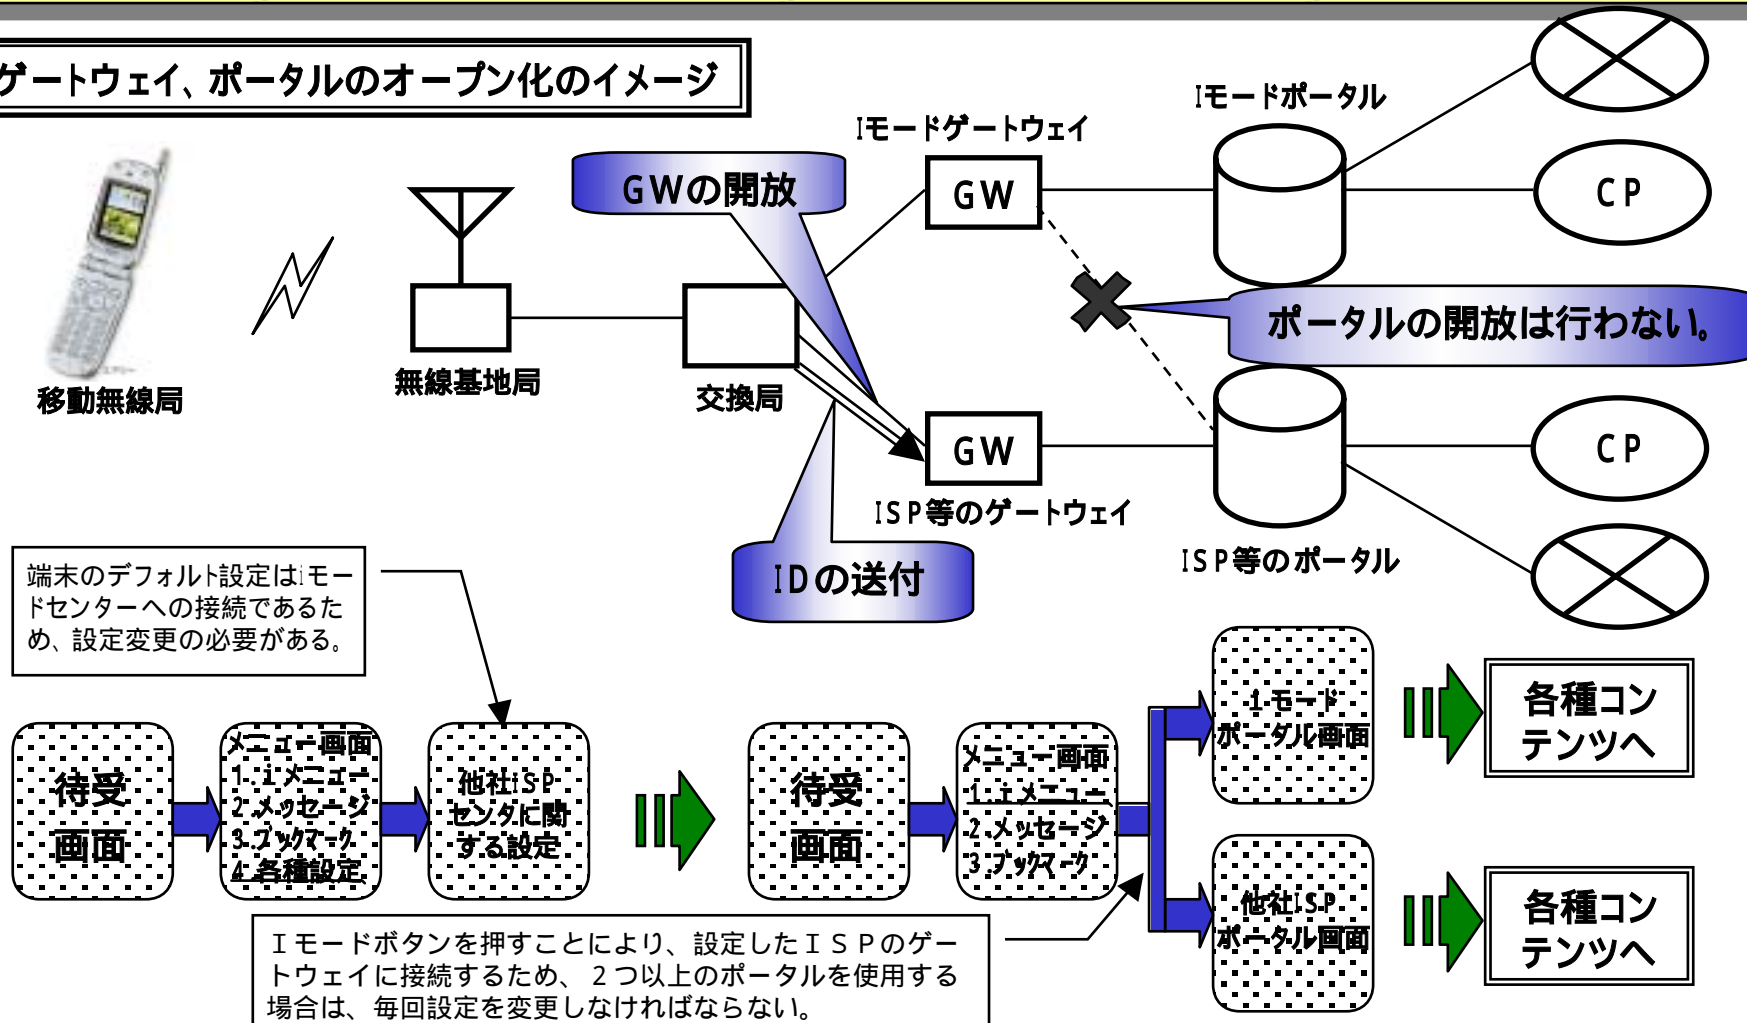 ゲートウェイ、ポータルのオープン化のイメージ
Iモードポータル
Iモードゲートウェイ
GWの開放
GW
CP
ポータルの開放は行わない。
移動無線局
無線基地局
交換局
GW
CP
ISP等のゲートウェイ
ISP等のポータル
IDの送付
端末のデフォルト設定はiモー
ドセンターへの接続であるた
め、設定変更の必要がある。
待受
画面
メニュー画面
1.iメニュー
2.メッセージ
3.ブックマーク
4.各種設定
他社ISP
センタに関
する設定
待受
画面
メニュー画面
1.iメニュー
2.メッセージ
3.ブックマーク
iモード
ポータル画面
各種コン
テンツへ
他社ISP
ポータル画面
各種コン
テンツへ
Iモードボタンを押すことにより、設定したISPのゲー
トウェイに接続するため、2つ以上のポータルを使用する
場合は、毎回設定を変更しなければならない。